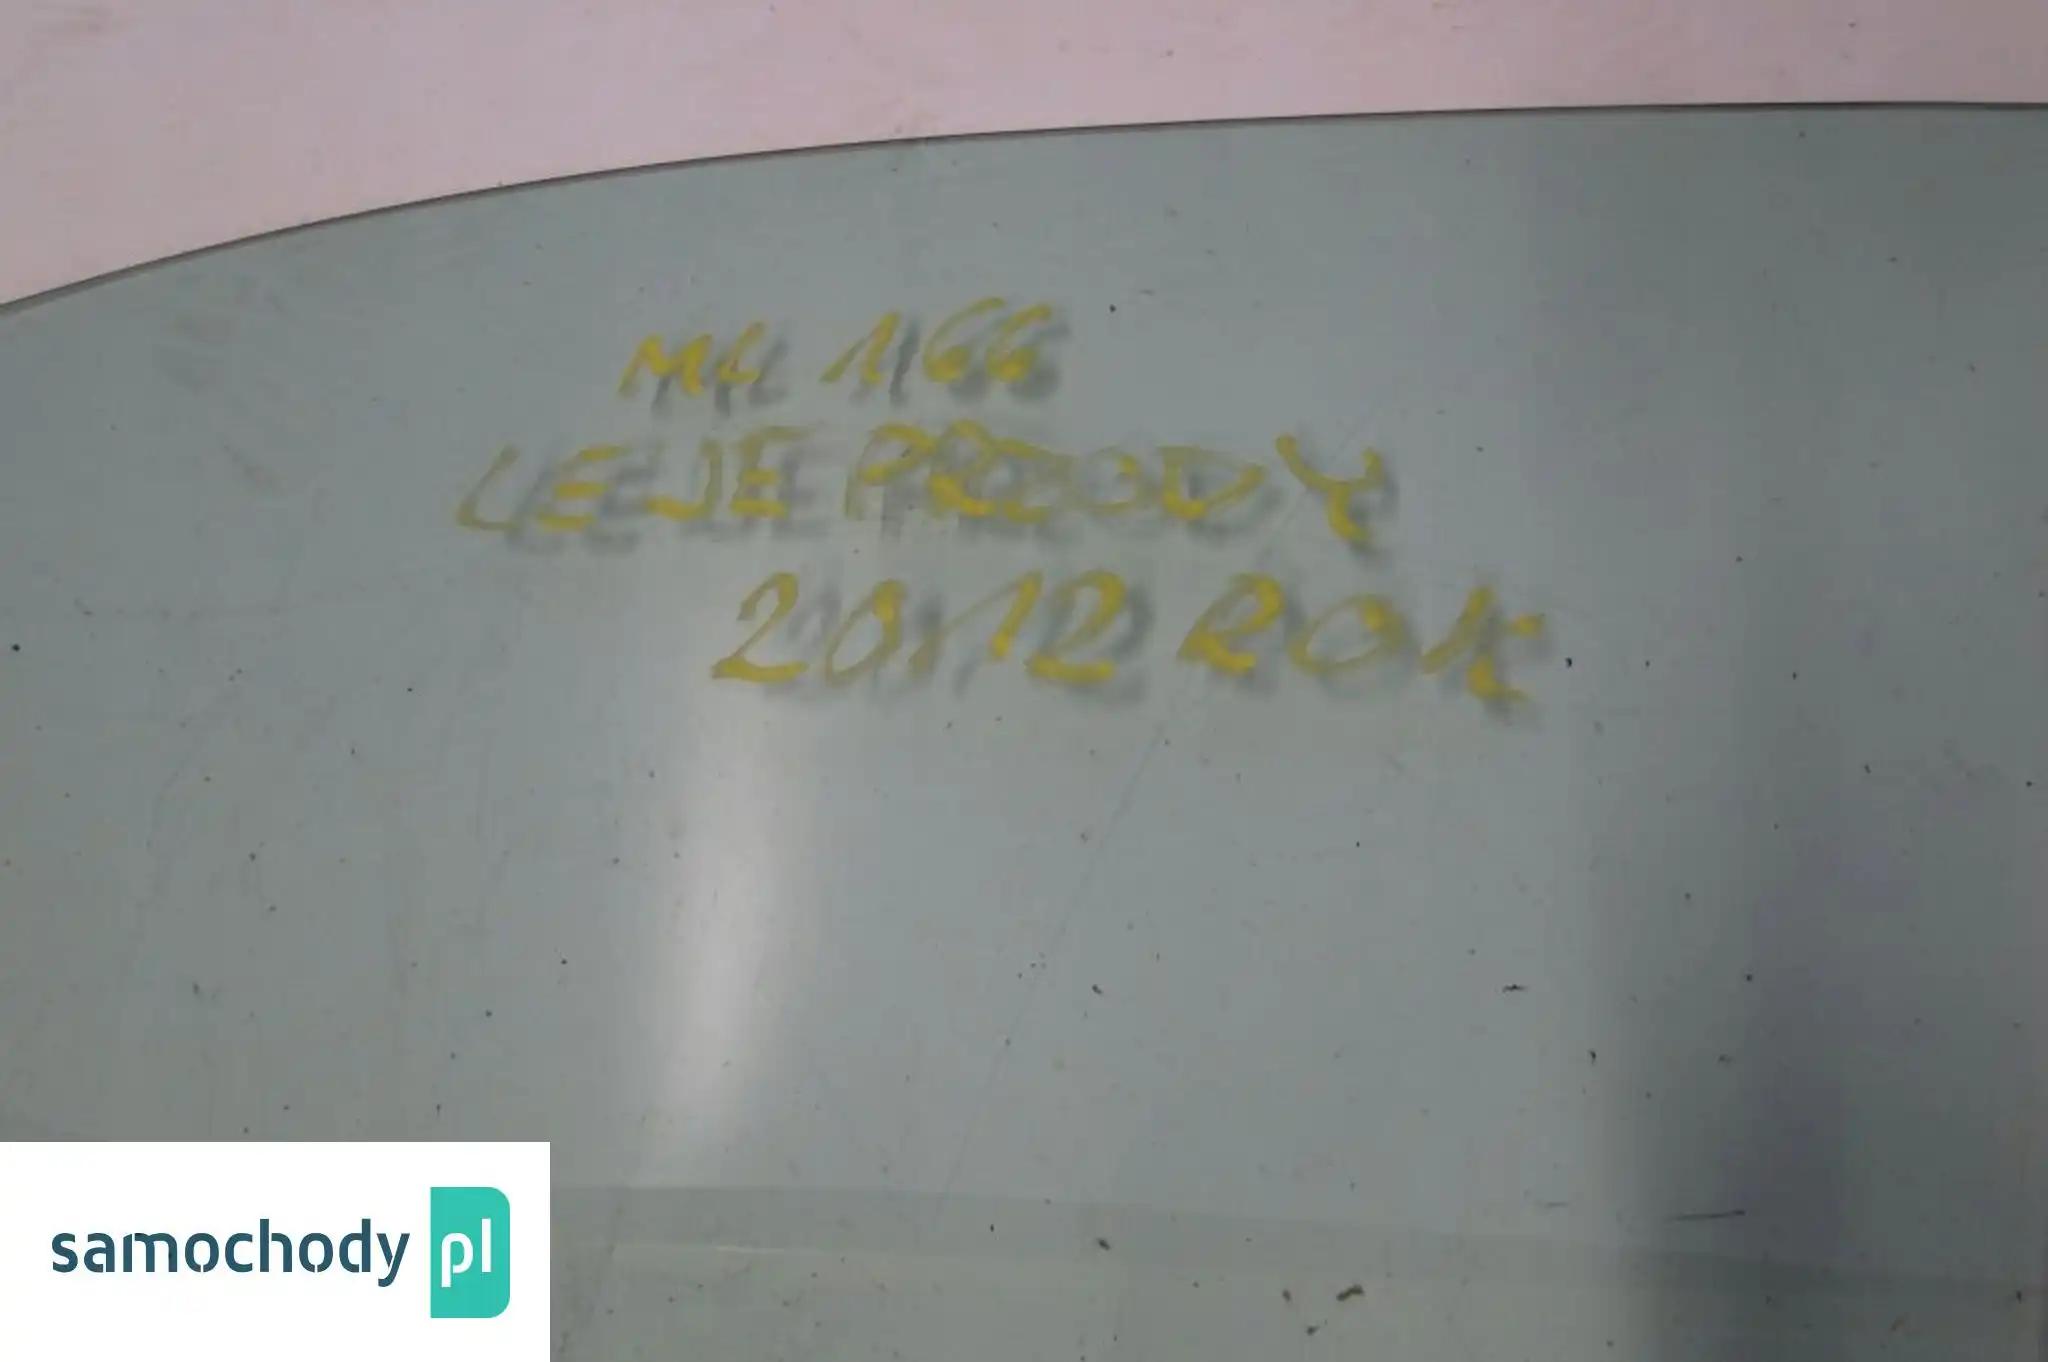 ML 166
LEWE PRZODY
2012 ROK
samochody pl